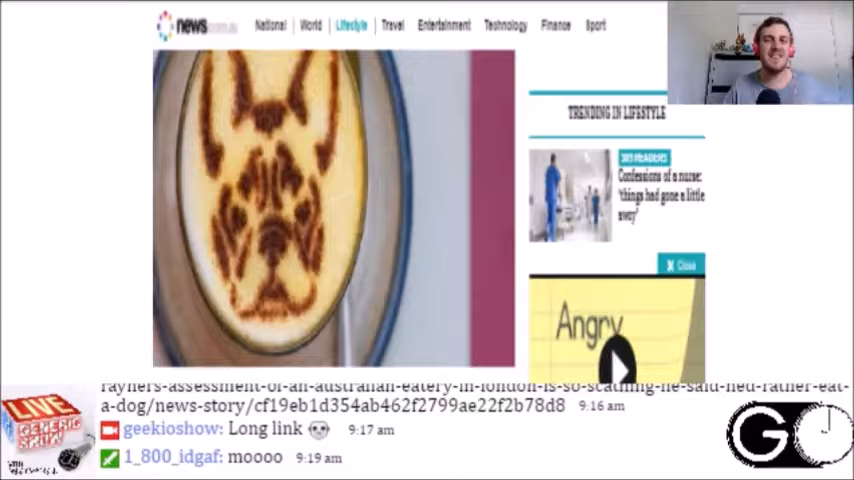 news.com.au National World Lifestyle Travel Entertainment Technology Finance Sport
TRENDING IN LIFESTYLE
Confessions of a nurse:
'things had gone a little
away'
X Close
Angry
rayners-assessment-of-an-australian-eatery-in-london-is-so-scathing-he-said-hed-rather-eat-
a-dog/news-story/cf19eb1d354ab462f2799ae22f2b78d8 9:16 am
geekioshow: Long link 9:17 am
1_800_idgaf: moooo 9:19 am
LIVE
GENERIC
SHOW
GO